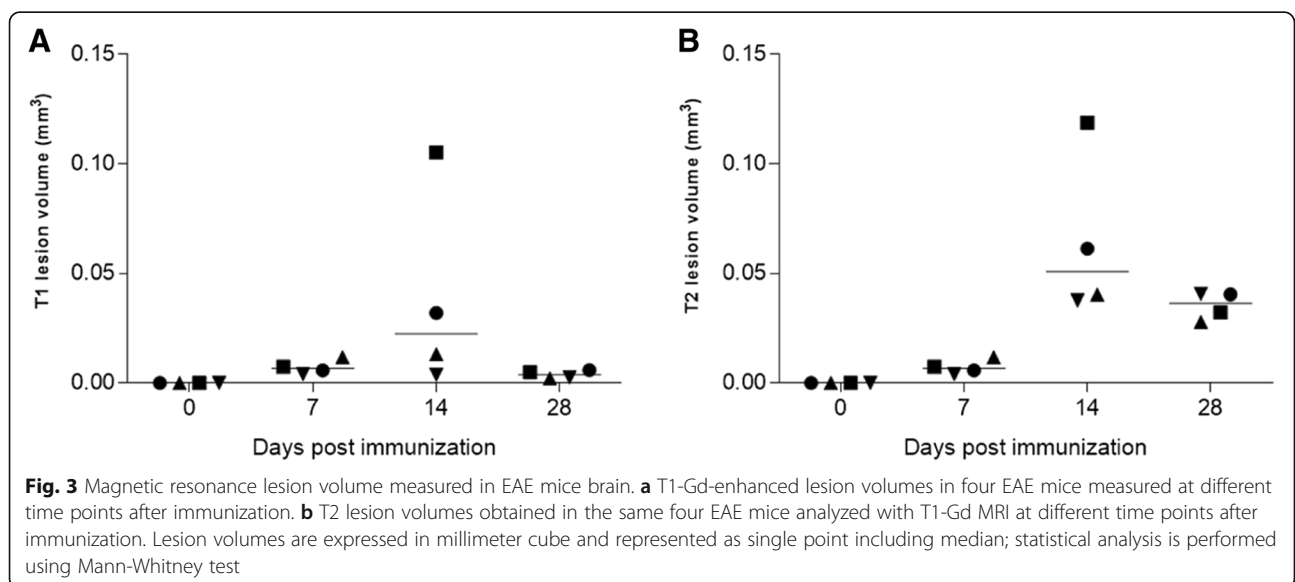 A
0.15
0.10
0.05
0.00
T1 lesion volume (mm³)
0 7 14 28
Days post immunization
B
0.15
0.10
0.05
0.00
T2 lesion volume (mm³)
0 7 14 28
Days post immunization
Fig. 3 Magnetic resonance lesion volume measured in EAE mice brain. a T1-Gd-enhanced lesion volumes in four EAE mice measured at different
time points after immunization. b T2 lesion volumes obtained in the same four EAE mice analyzed with T1-Gd MRI at different time points after
immunization. Lesion volumes are expressed in millimeter cube and represented as single point including median; statistical analysis is performed
using Mann-Whitney test